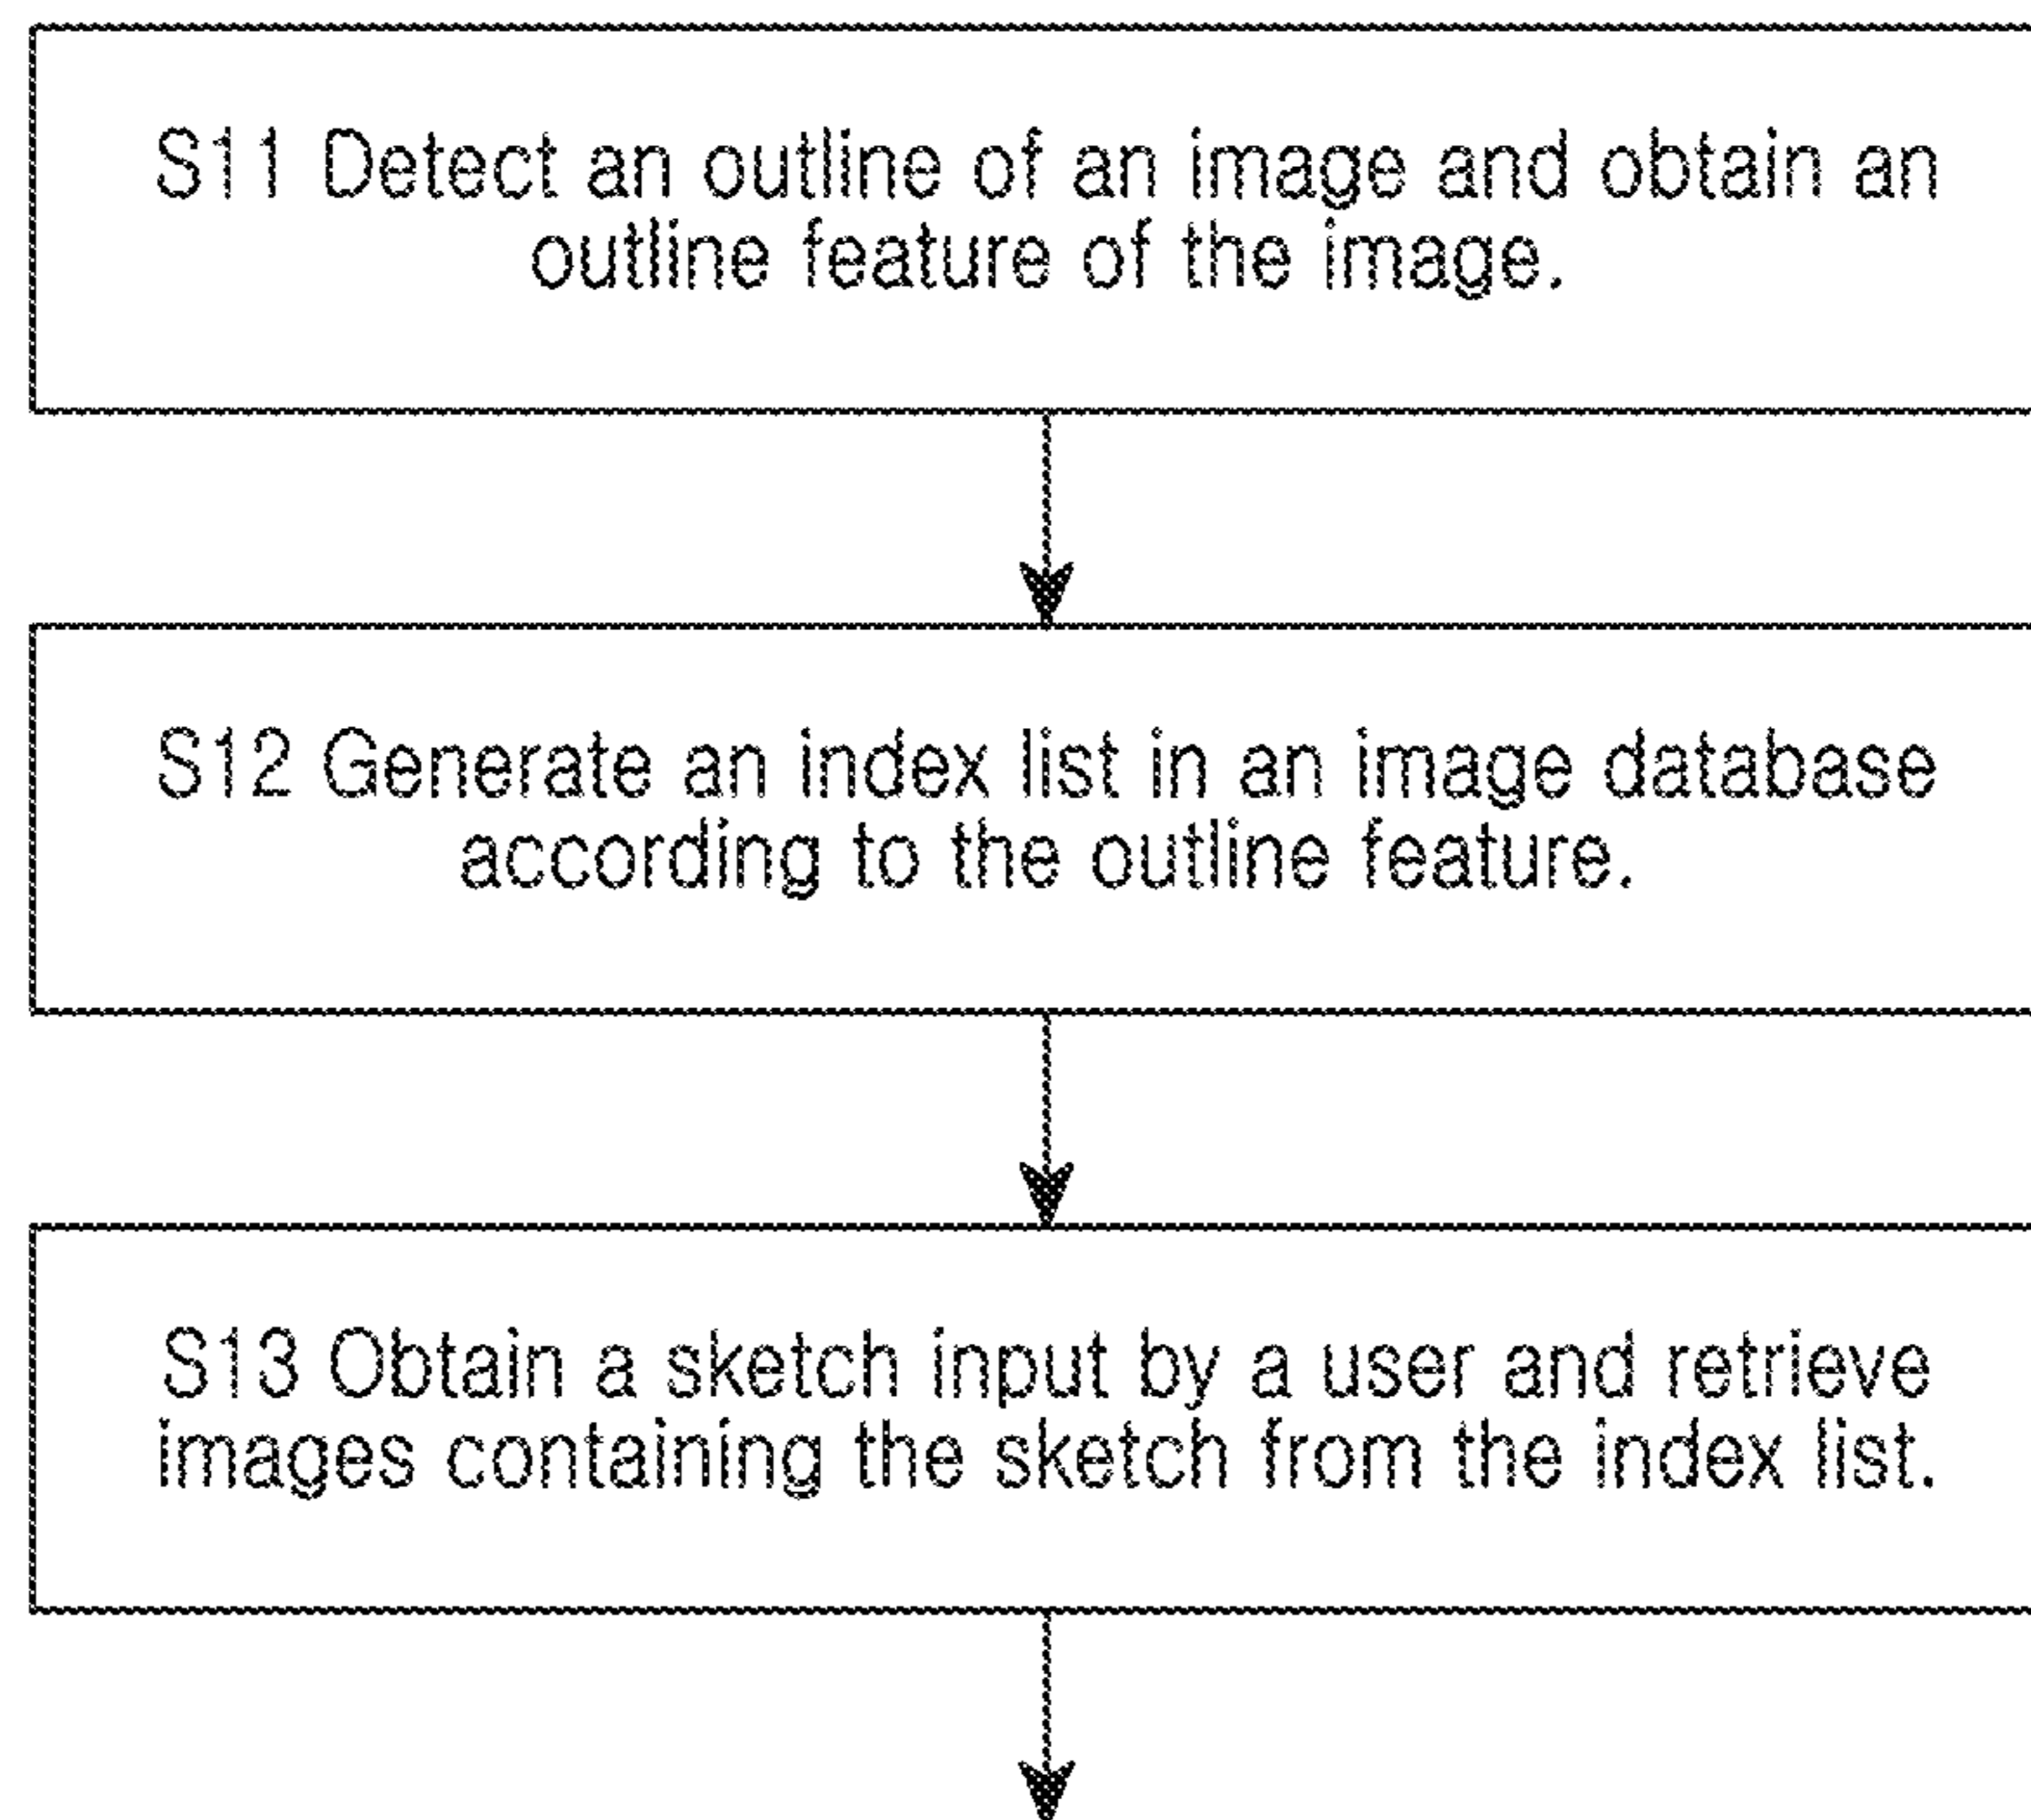 S11 Detect an outline of an image and obtain an
outline feature of the image.
S12 Generate an index list in an image database
according to the outline feature.
S13 Obtain a sketch input by a user and retrieve
images containing the sketch from the index list.